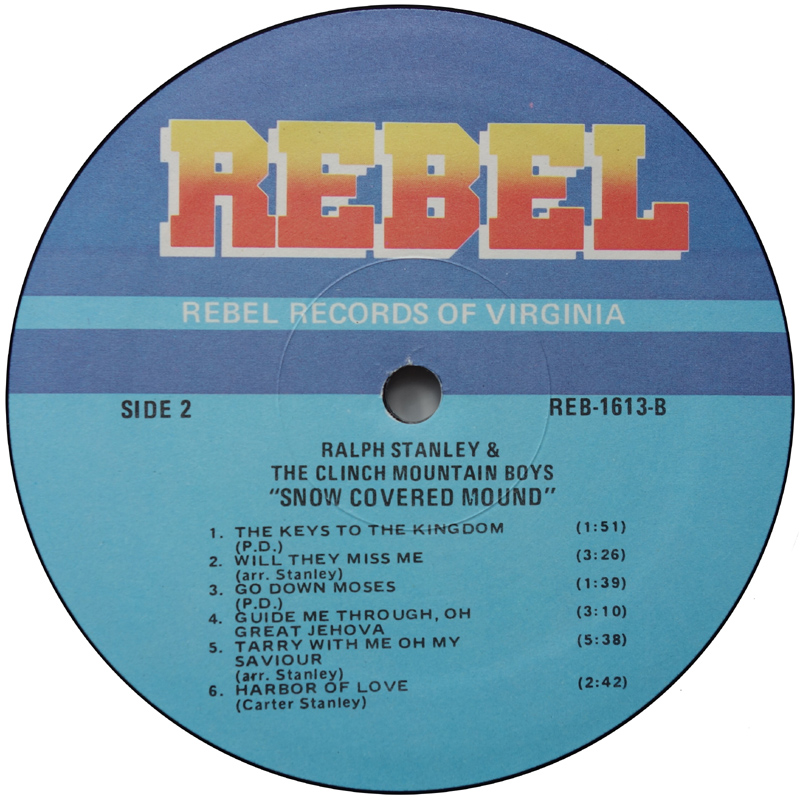 REBEL
REBEL RECORDS OF VIRGINIA
SIDE 2
REB-1613-B
RALPH STANLEY &
THE CLINCH MOUNTAIN BOYS
"SNOW COVERED MOUND"
1. THE KEYS TO THE KINGDOM (1:51)
(P.D.)
2. WILL THEY MISS ME (3:26)
(arr. Stanley)
3. GO DOWN MOSES (1:39)
(P.D.)
4. GUIDE ME THROUGH, OH (3:10)
GREAT JEHOVA
5. TARRY WITH ME OH MY (5:38)
SAVIOUR
(arr. Stanley)
6. HARBOR OF LOVE (2:42)
(Carter Stanley)